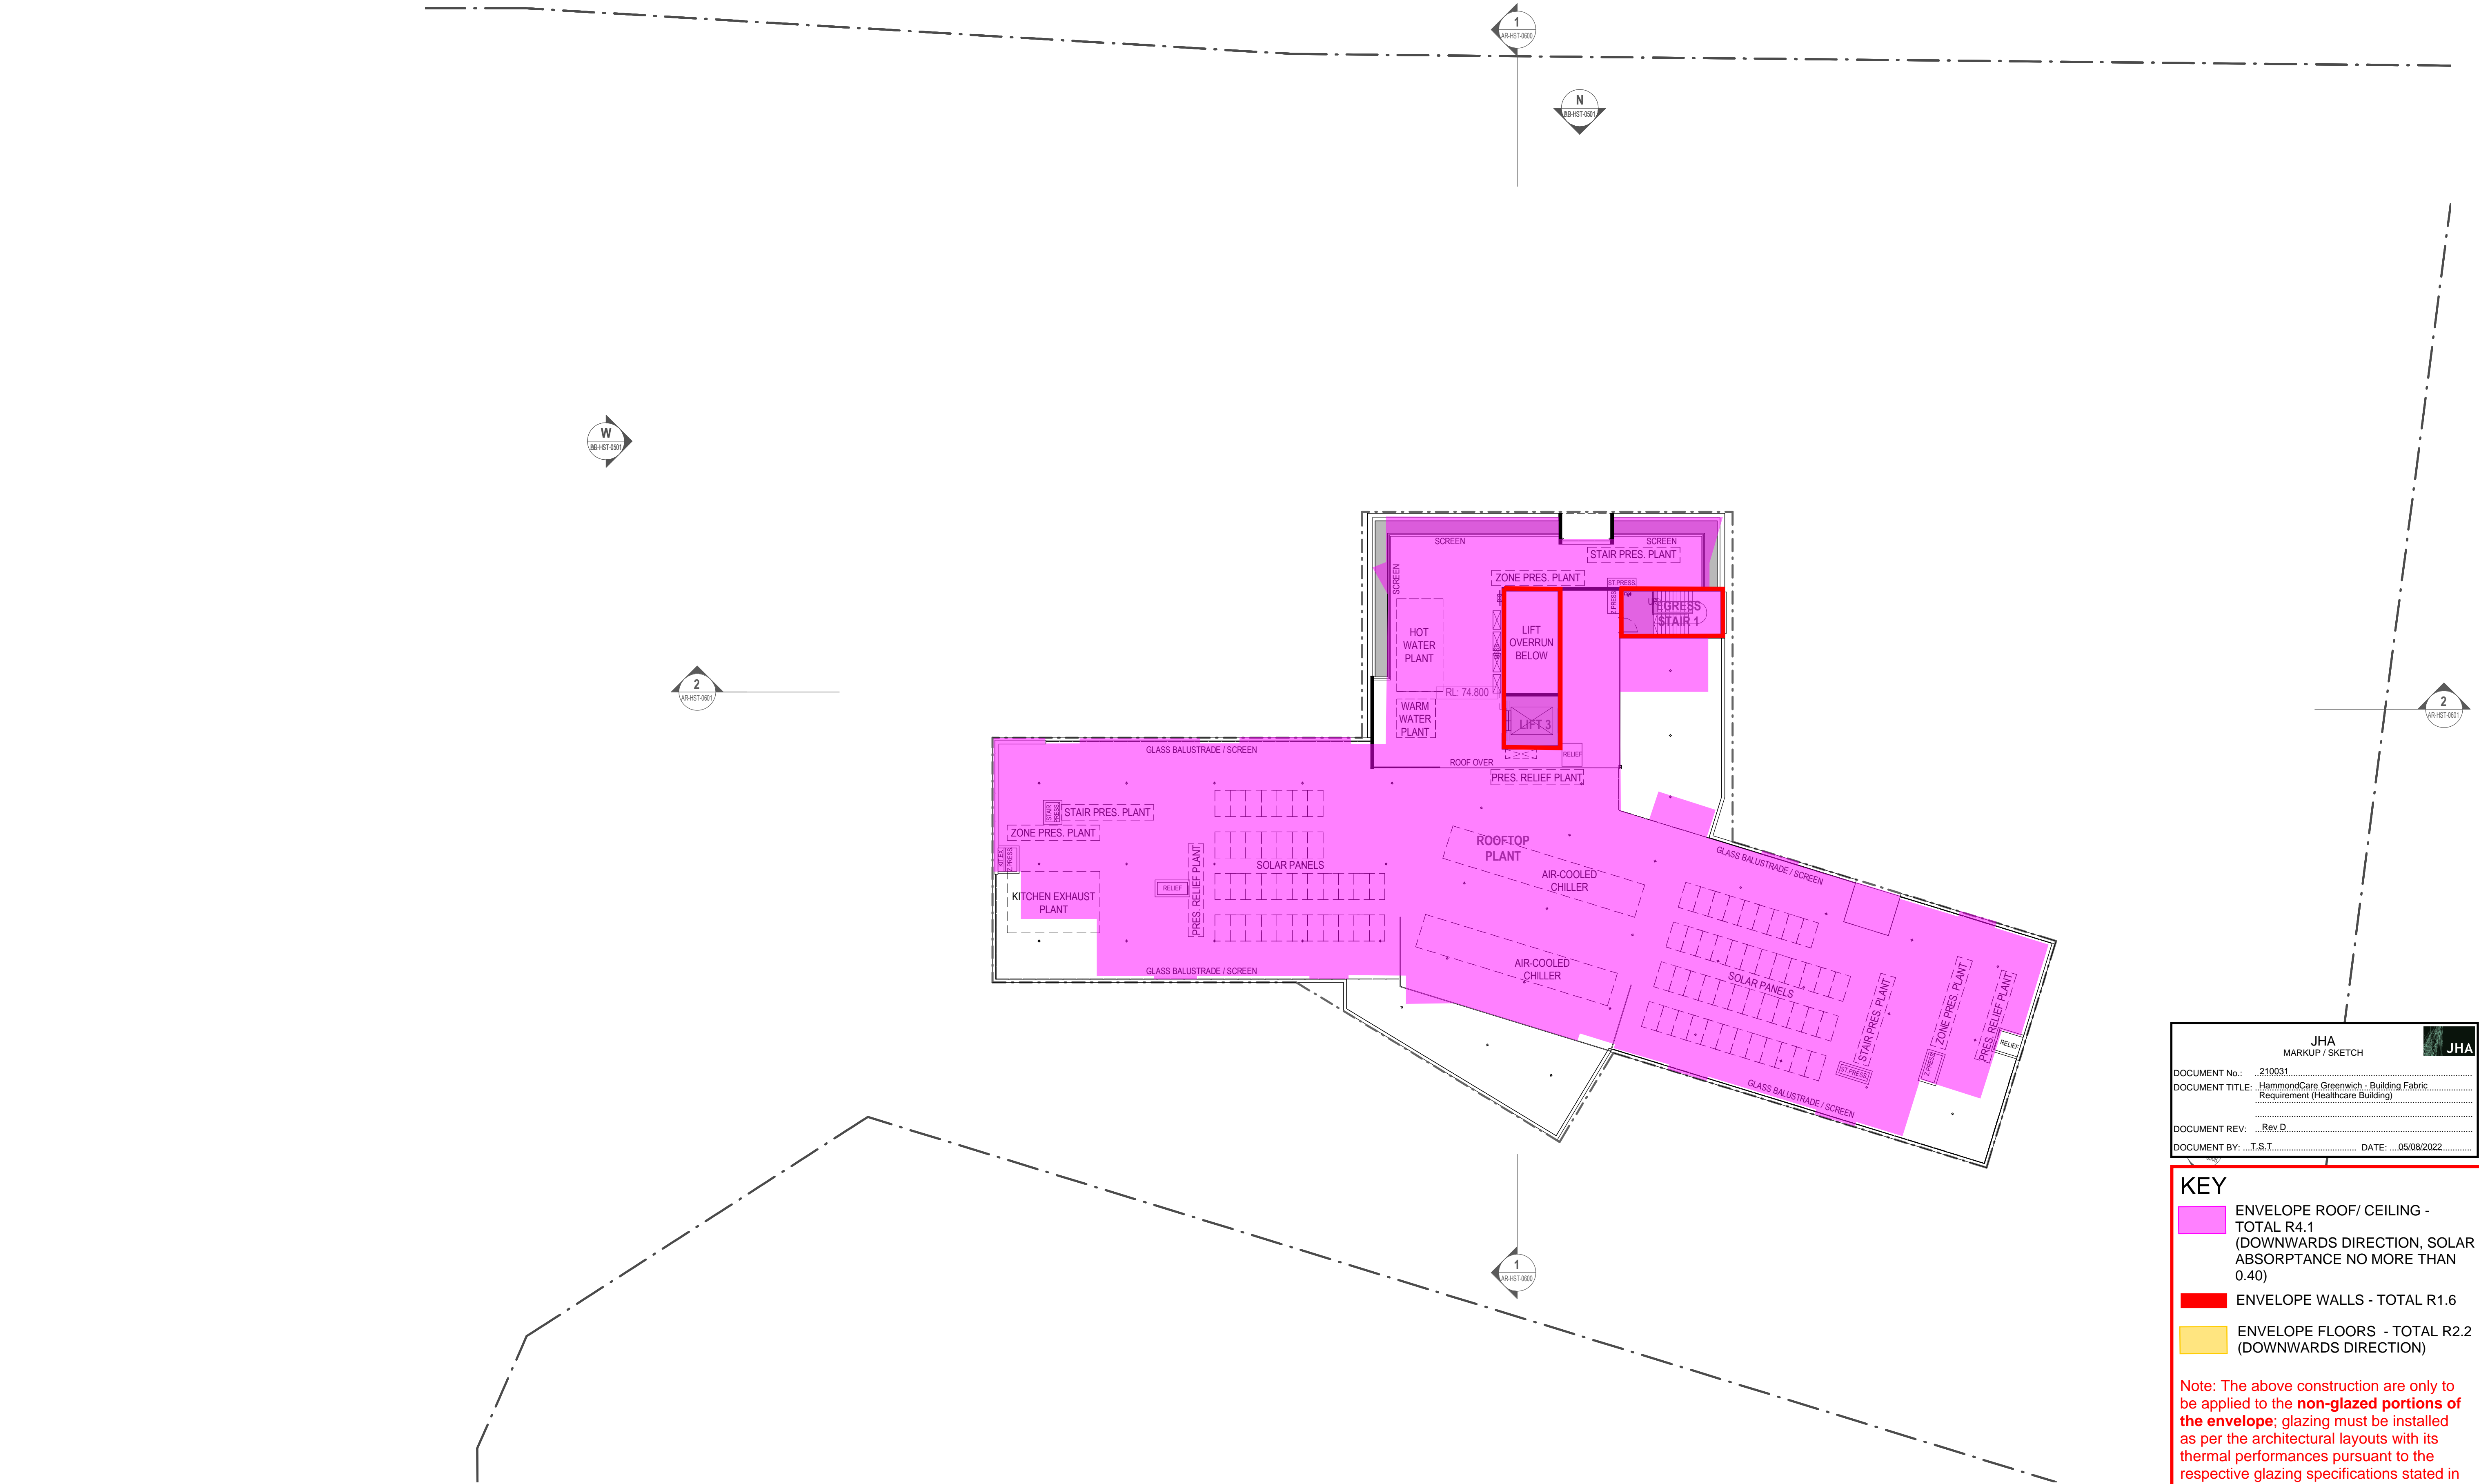 1
AR-HST-0600
N
BB-HST-0501
W
BB-HST-0501
SCREEN
SCREEN
STAIR PRES. PLANT
ZONE PRES. PLANT
ST.PRESS
SCREEN
Z.PRESS
UP
EGRESS
STAIR 1
HOT
WATER
PLANT
LIFT
OVERRUN
BELOW
2
AR-HST-0601
RL: 74.800
2
AR-HST-0601
WARM
WATER
PLANT
LIFT 3
GLASS BALUSTRADE / SCREEN
RELIEF
ROOF OVER
PRES. RELIEF PLANT
STAIR
PRESS
STAIR PRES. PLANT
ZONE PRES. PLANT
ROOFTOP
PLANT
KIT.EX
Z.PRESS
SOLAR PANELS
GLASS BALUSTRADE / SCREEN
AIR-COOLED
CHILLER
RELIEF
PRES. RELIEF PLANT
KITCHEN EXHAUST
PLANT
GLASS BALUSTRADE / SCREEN
AIR-COOLED
CHILLER
SOLAR PANELS
STAIR PRES. PLANT
ZONE PRES. PLANT
PRES. RELIEF PLANT
RELIEF
ST.PRESS
Z.PRESS
GLASS BALUSTRADE / SCREEN
1
AR-HST-0600
JHA
MARKUP / SKETCH
JHA
DOCUMENT No.: 210031
DOCUMENT TITLE: HammondCare Greenwich - Building Fabric
Requirement (Healthcare Building)
DOCUMENT REV: Rev D
DOCUMENT BY: T.S.T DATE: 05/08/2022
KEY
ENVELOPE ROOF/ CEILING -
TOTAL R4.1
(DOWNWARDS DIRECTION, SOLAR
ABSORPTANCE NO MORE THAN
0.40)
ENVELOPE WALLS - TOTAL R1.6
ENVELOPE FLOORS - TOTAL R2.2
(DOWNWARDS DIRECTION)
Note: The above construction are only to
be applied to the non-glazed portions of
the envelope; glazing must be installed
as per the architectural layouts with its
thermal performances pursuant to the
respective glazing specifications stated in